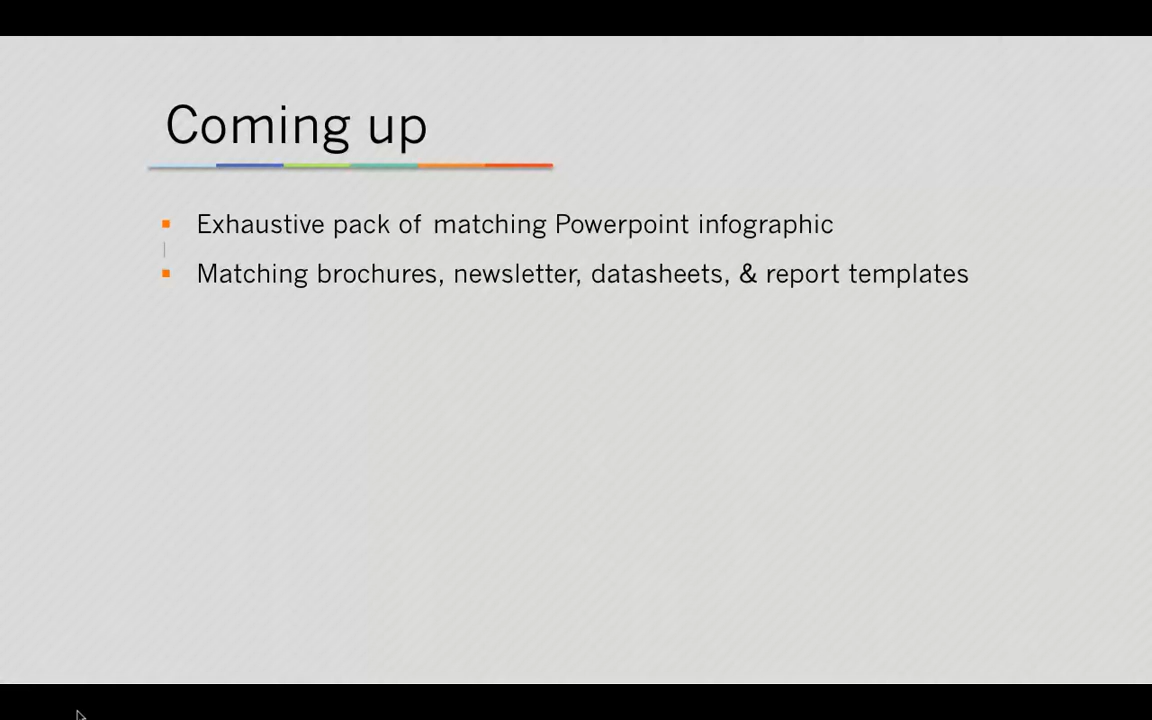 Coming up
Exhaustive pack of matching Powerpoint infographic
Matching brochures, newsletter, datasheets, & report templates